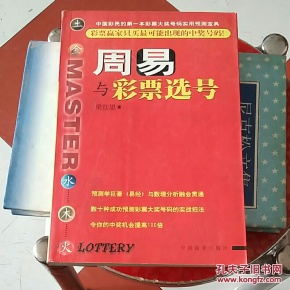 中国彩民的第一本彩票大奖号码实用预测宝典
彩票赢家只买最可能出现的中奖号码!
土
金
MASTER
水
木
火
周易
与彩票选号
预测学巨著《易经》与数理分析融会贯通
数十种成功预测彩票大奖号码的实战招法
令你的中奖机会提高100倍
LOTTERY